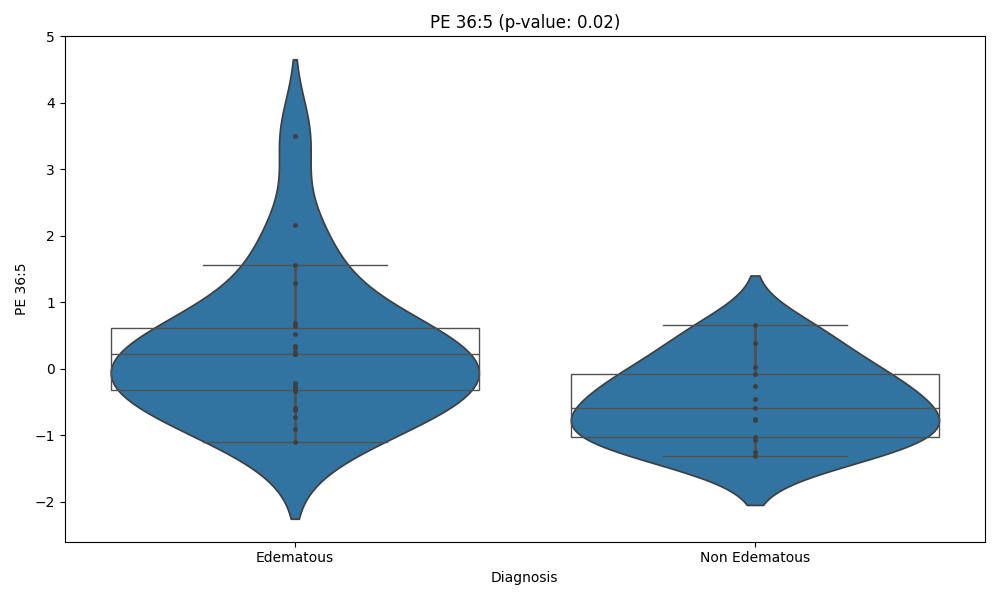 PE 36:5 (p-value: 0.02)
5
4
3
2
1
0
−1
−2
PE 36:5
Edematous
Non Edematous
Diagnosis